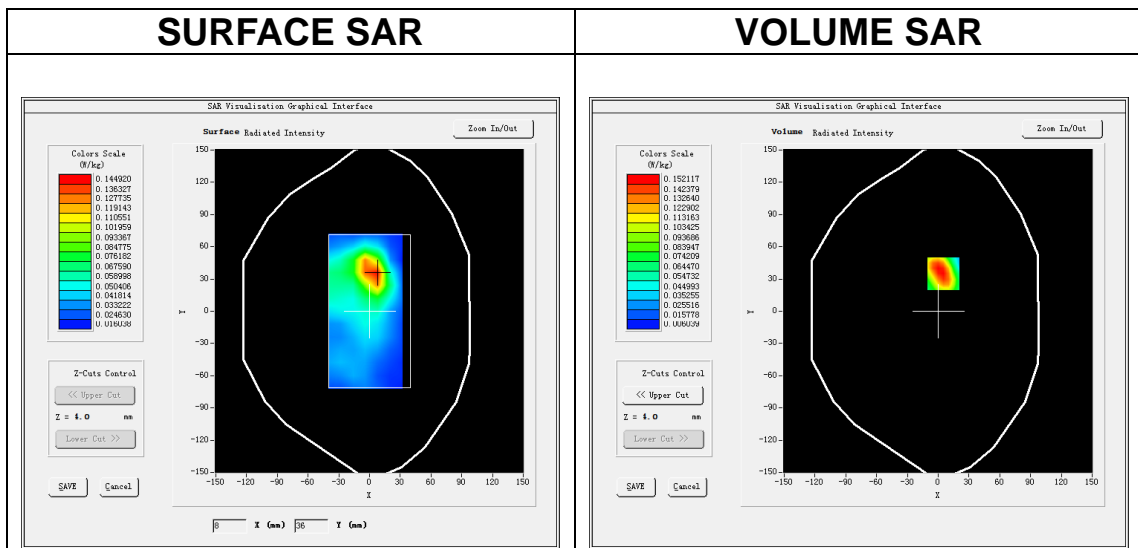 SURFACE SAR
VOLUME SAR
SAR Visualisation Graphical Interface
Surface Radiated Intensity
Zoom In/Out
Colors Scale
(W/kg)
0.144920
0.136327
0.127735
0.119143
0.110551
0.101959
0.093367
0.084775
0.076182
0.067590
0.058998
0.050406
0.041814
0.033222
0.024630
0.016038
150
120
90
60
30
0
-30
-60
-90
-120
-150
Y
-150 -120 -90 -60 -30 0 30 60 90 120 150
X
Z-Cuts Control
<< Upper Cut
Z = 4.0 mm
Lower Cut >>
SAVE Cancel
8 X (mm) 36 Y (mm)
SAR Visualisation Graphical Interface
Volume Radiated Intensity
Zoom In/Out
Colors Scale
(W/kg)
0.152117
0.142379
0.132640
0.122902
0.113163
0.103425
0.093686
0.083947
0.074209
0.064470
0.054732
0.044993
0.035255
0.025516
0.015778
0.006039
150
120
90
60
30
0
-30
-60
-90
-120
-150
Y
-150 -120 -90 -60 -30 0 30 60 90 120 150
X
Z-Cuts Control
<< Upper Cut
Z = 4.0 mm
Lower Cut >>
SAVE Cancel